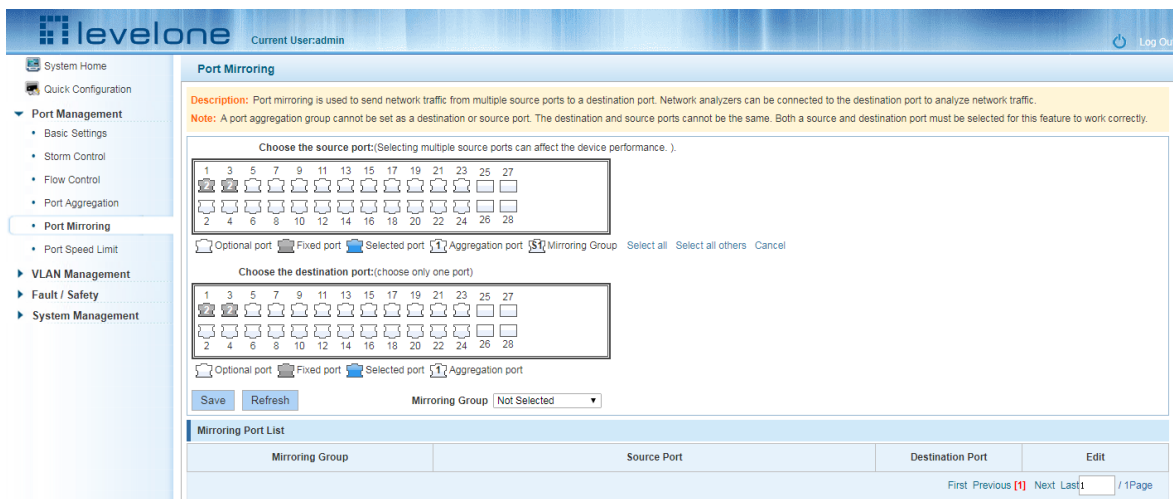 levelone Current User:admin Log Ou
System Home
Quick Configuration
Port Management
Basic Settings
Storm Control
Flow Control
Port Aggregation
Port Mirroring
Port Speed Limit
VLAN Management
Fault / Safety
System Management
Port Mirroring
Description: Port mirroring is used to send network traffic from multiple source ports to a destination port. Network analyzers can be connected to the destination port to analyze network traffic.
Note: A port aggregation group cannot be set as a destination or source port. The destination and source ports cannot be the same. Both a source and destination port must be selected for this feature to work correctly.
Choose the source port:(Selecting multiple source ports can affect the device performance. ).
1 3 5 7 9 11 13 15 17 19 21 23 25 27
2 2
2 4 6 8 10 12 14 16 18 20 22 24 26 28
Optional port Fixed port Selected port 1 Aggregation port S1 Mirroring Group Select all Select all others Cancel
Choose the destination port:(choose only one port)
1 3 5 7 9 11 13 15 17 19 21 23 25 27
2 2
2 4 6 8 10 12 14 16 18 20 22 24 26 28
Optional port Fixed port Selected port 1 Aggregation port
Save Refresh Mirroring Group Not Selected
Mirroring Port List
Mirroring Group Source Port Destination Port Edit
First Previous [1] Next Last 1 / 1Page